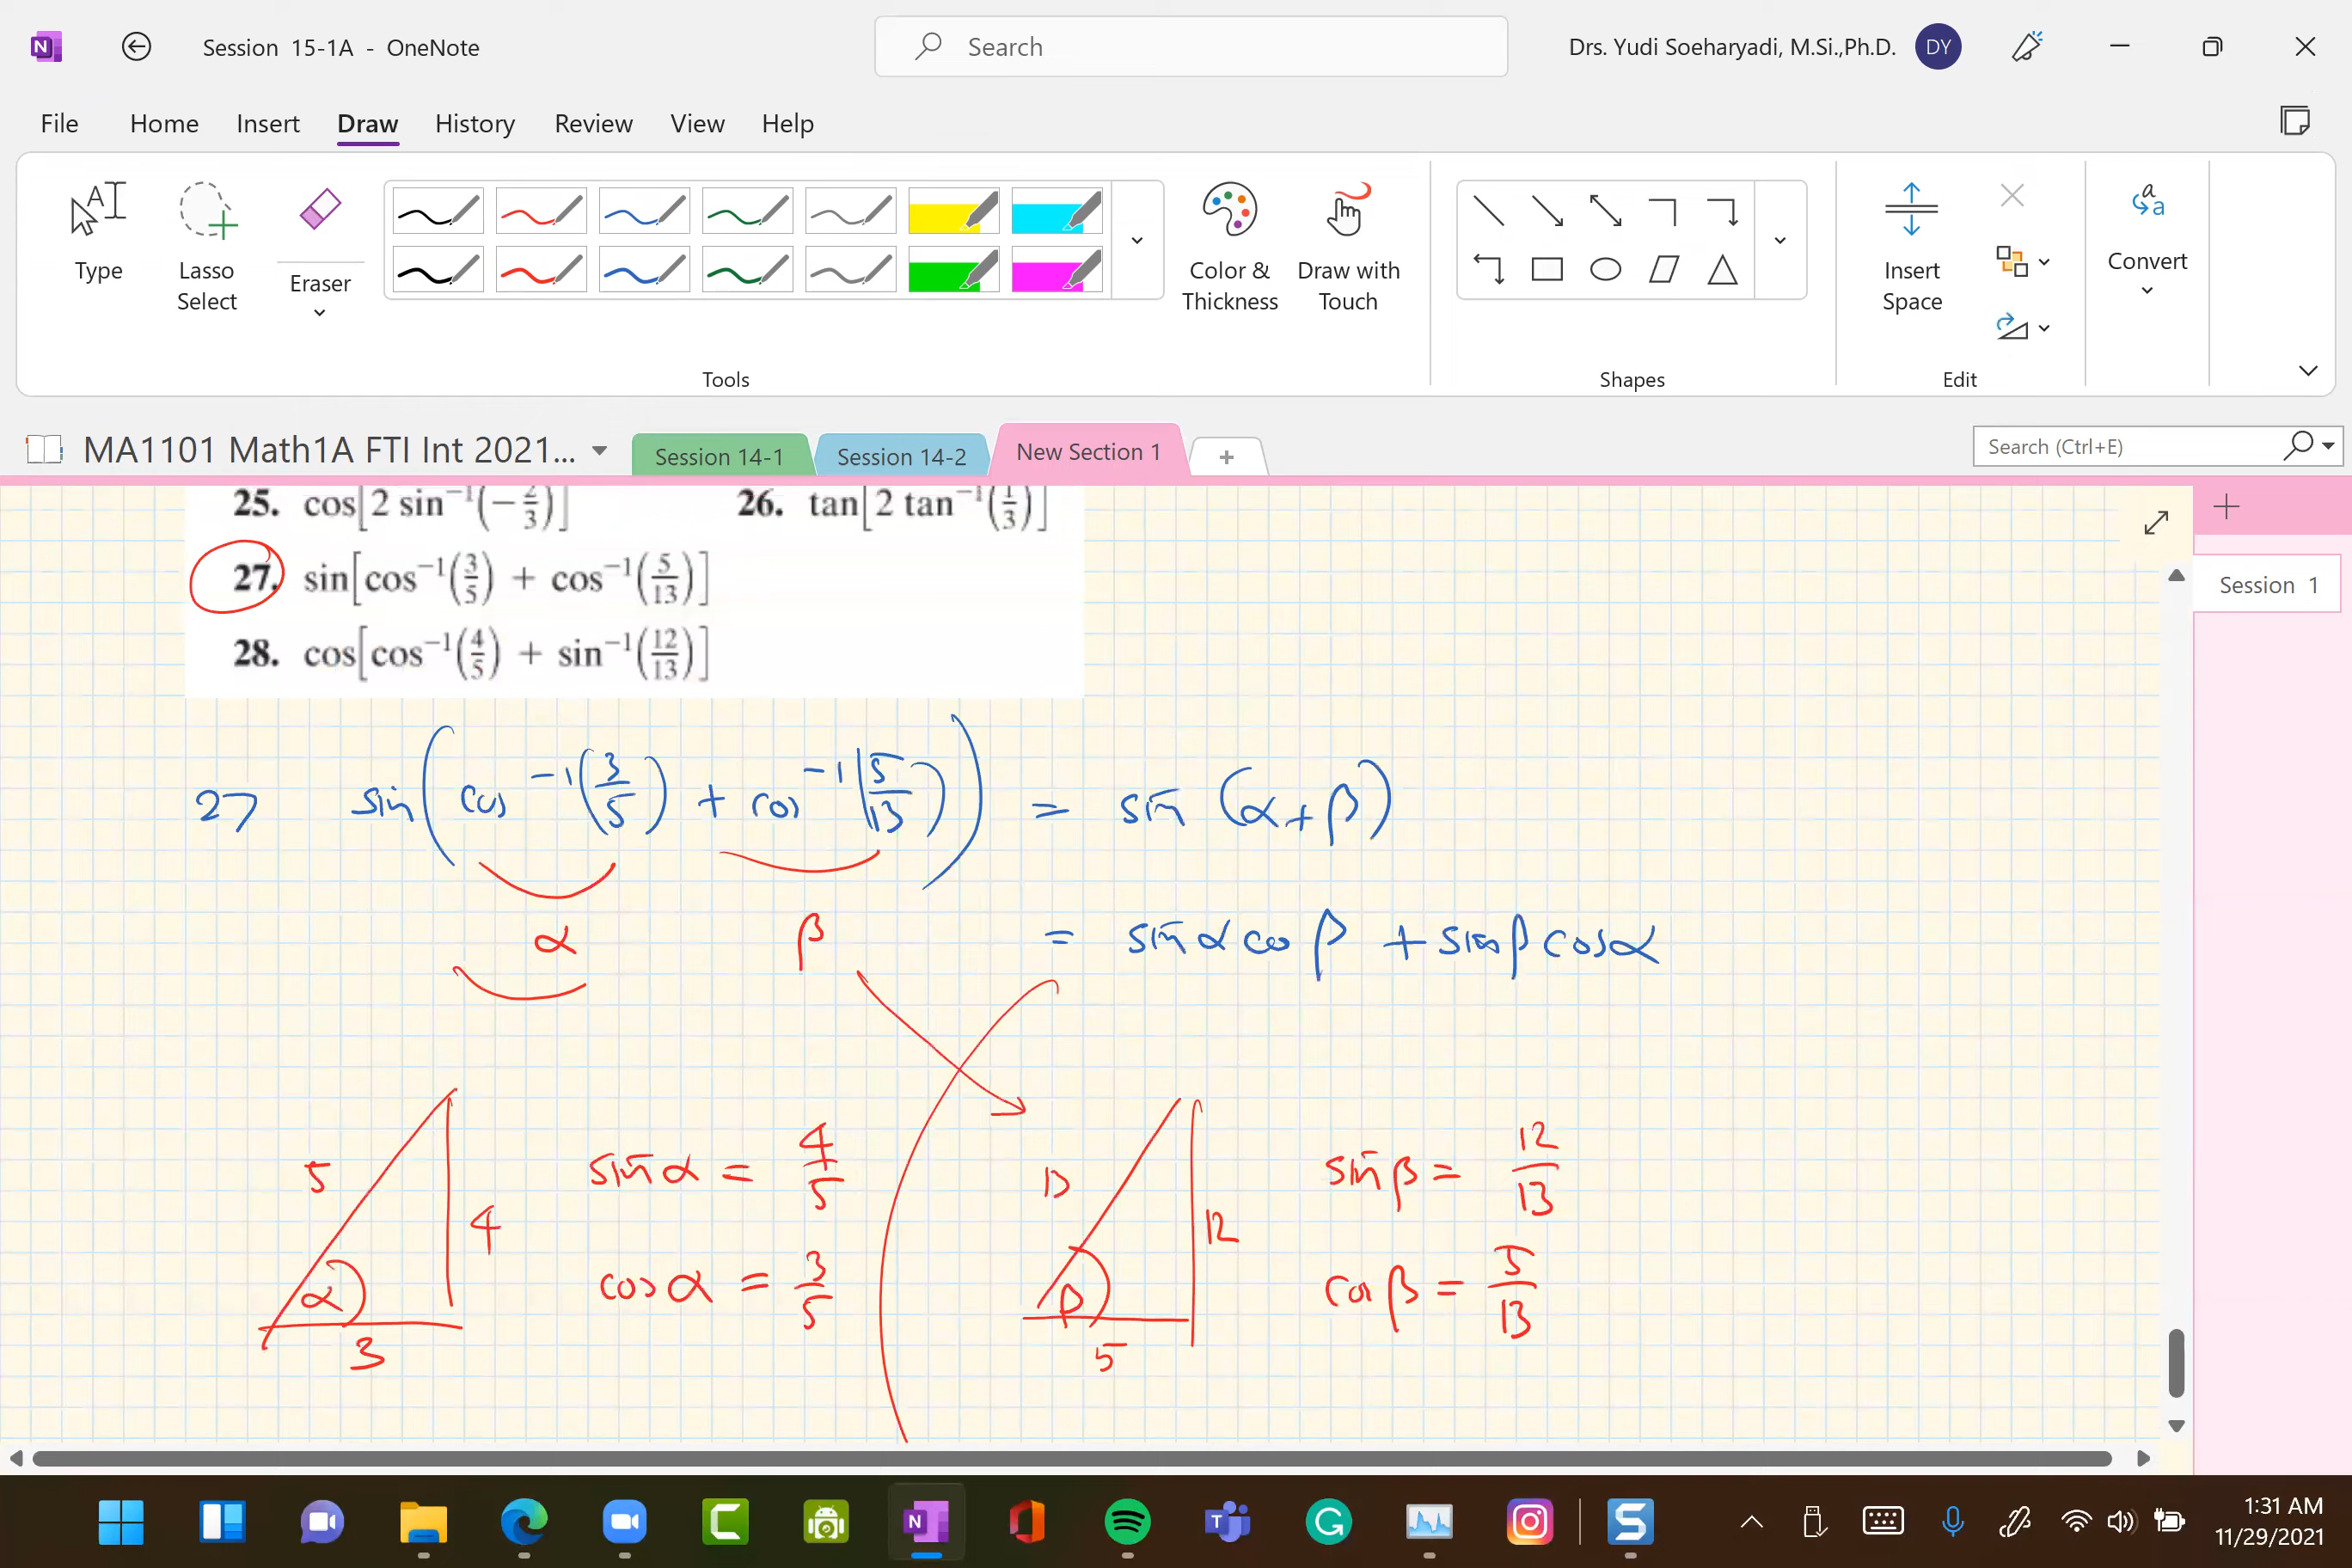 Session 15-1A - OneNote
Search
Drs. Yudi Soeharyadi, M.Si.,Ph.D.
DY
File Home Insert Draw History Review View Help
Type
Lasso Select
Eraser
Color & Thickness
Draw with Touch
Insert Space
Convert
Tools
Shapes
Edit
MA1101 Math1A FTI Int 2021...
Session 14-1
Session 14-2
New Section 1
+
Search (Ctrl+E)
Session 1
25. cos[2 sin⁻¹(−2/3)] 26. tan[2 tan⁻¹(1/3)]
27. sin[cos⁻¹(3/5) + cos⁻¹(5/13)]
28. cos[cos⁻¹(4/5) + sin⁻¹(12/13)]
27 sin(cos⁻¹(3/5) + cos⁻¹(5/13)) = sin (α+β)
α β = sin α cos β + sin β cos α
5 4 α 3
sin α = 4/5
cos α = 3/5
13 12 β 5
sin β = 12/13
cos β = 5/13
1:31 AM
11/29/2021